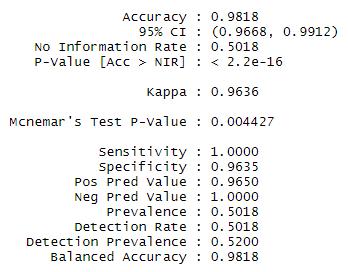 Accuracy : 0.9818
95% CI : (0.9668, 0.9912)
No Information Rate : 0.5018
P-Value [Acc > NIR] : < 2.2e-16
Kappa : 0.9636
Mcnemar's Test P-Value : 0.004427
Sensitivity : 1.0000
Specificity : 0.9635
Pos Pred Value : 0.9650
Neg Pred Value : 1.0000
Prevalence : 0.5018
Detection Rate : 0.5018
Detection Prevalence : 0.5200
Balanced Accuracy : 0.9818